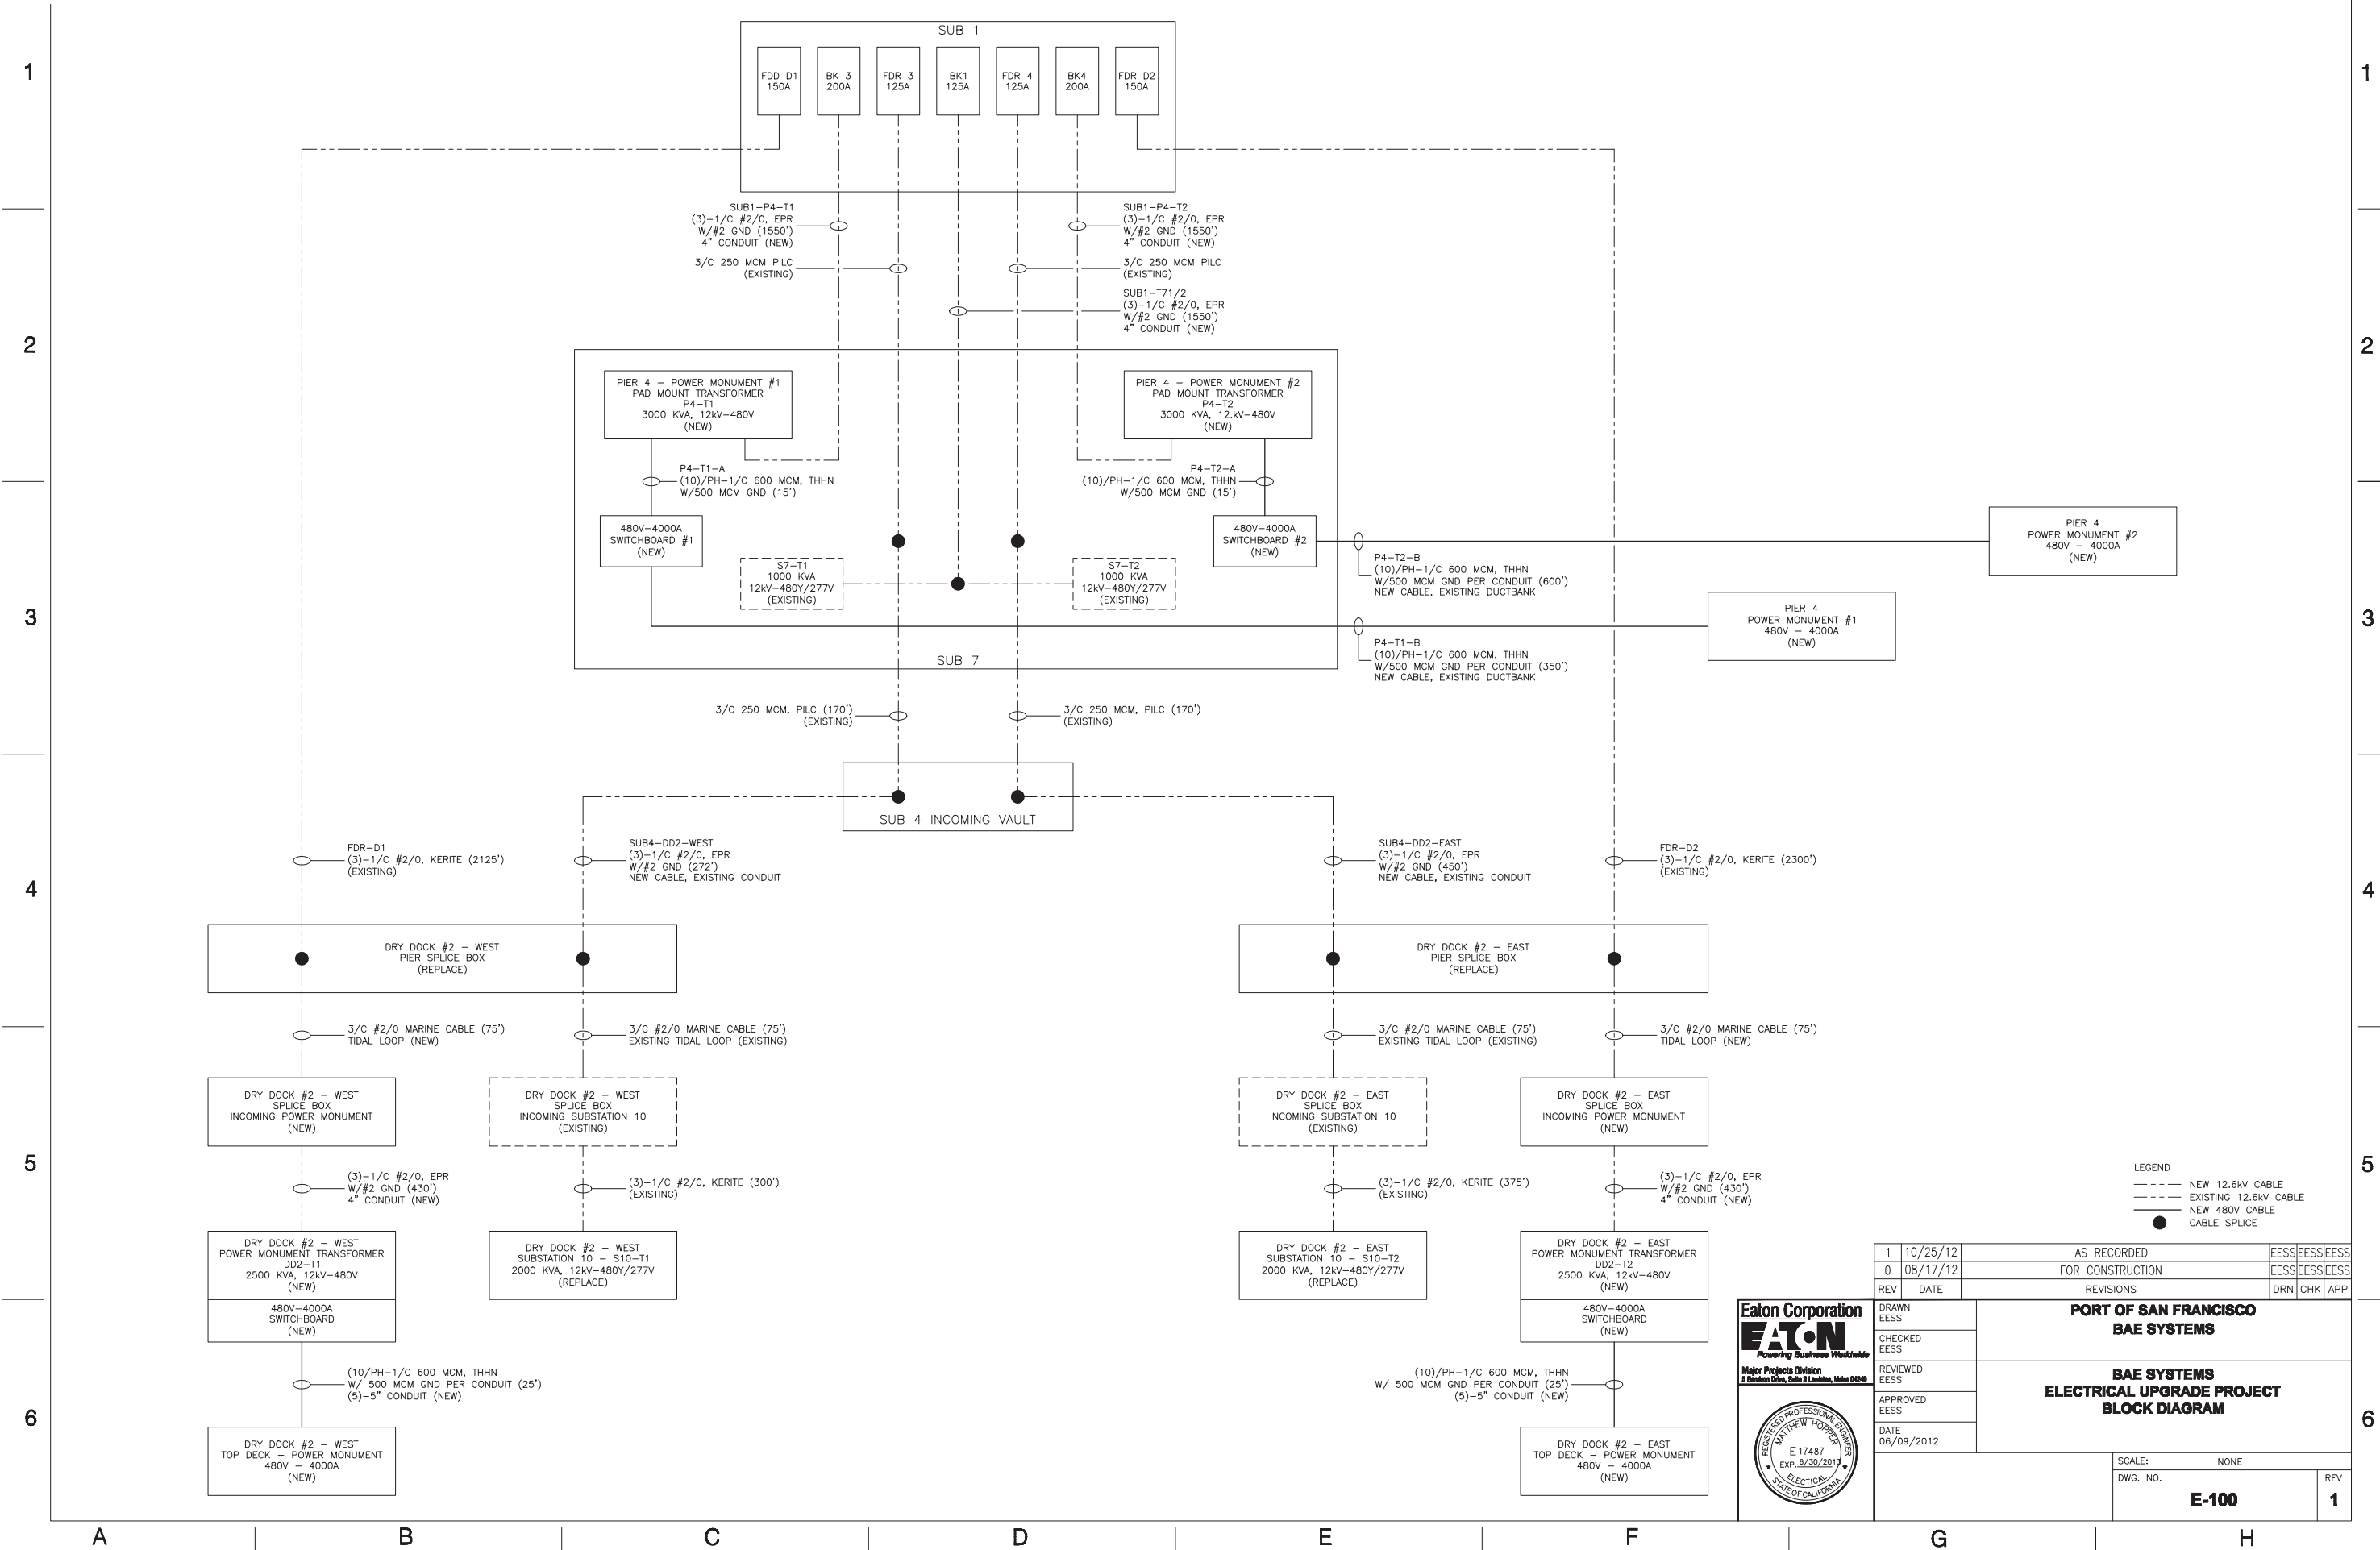 1
1
SUB 1
FDD D1
150A
BK 3
200A
FDR 3
125A
BK1
125A
FDR 4
125A
BK4
200A
FDR D2
150A
SUB1-P4-T1
(3)-1/C #2/0, EPR
W/#2 GND (1550')
4" CONDUIT (NEW)
SUB1-P4-T2
(3)-1/C #2/0, EPR
W/#2 GND (1550')
4" CONDUIT (NEW)
3/C 250 MCM PILC
(EXISTING)
3/C 250 MCM PILC
(EXISTING)
SUB1-T71/2
(3)-1/C #2/0, EPR
W/#2 GND (1550')
4" CONDUIT (NEW)
2
2
PIER 4 - POWER MONUMENT #1
PAD MOUNT TRANSFORMER
P4-T1
3000 KVA, 12kV-480V
(NEW)
PIER 4 - POWER MONUMENT #2
PAD MOUNT TRANSFORMER
P4-T2
3000 KVA, 12.kV-480V
(NEW)
P4-T1-A
(10)/PH-1/C 600 MCM, THHN
W/500 MCM GND (15')
P4-T2-A
(10)/PH-1/C 600 MCM, THHN
W/500 MCM GND (15')
480V-4000A
SWITCHBOARD #1
(NEW)
480V-4000A
SWITCHBOARD #2
(NEW)
PIER 4
POWER MONUMENT #2
480V - 4000A
(NEW)
S7-T1
1000 KVA
12kV-480Y/277V
(EXISTING)
S7-T2
1000 KVA
12kV-480Y/277V
(EXISTING)
P4-T2-B
(10)/PH-1/C 600 MCM, THHN
W/500 MCM GND PER CONDUIT (600')
NEW CABLE, EXISTING DUCTBANK
3
3
PIER 4
POWER MONUMENT #1
480V - 4000A
(NEW)
SUB 7
P4-T1-B
(10)/PH-1/C 600 MCM, THHN
W/500 MCM GND PER CONDUIT (350')
NEW CABLE, EXISTING DUCTBANK
3/C 250 MCM, PILC (170')
(EXISTING)
3/C 250 MCM, PILC (170')
(EXISTING)
SUB 4 INCOMING VAULT
FDR-D1
(3)-1/C #2/0, KERITE (2125')
(EXISTING)
SUB4-DD2-WEST
(3)-1/C #2/0, EPR
W/#2 GND (272')
NEW CABLE, EXISTING CONDUIT
SUB4-DD2-EAST
(3)-1/C #2/0, EPR
W/#2 GND (450')
NEW CABLE, EXISTING CONDUIT
FDR-D2
(3)-1/C #2/0, KERITE (2300')
(EXISTING)
4
4
DRY DOCK #2 - WEST
PIER SPLICE BOX
(REPLACE)
DRY DOCK #2 - EAST
PIER SPLICE BOX
(REPLACE)
3/C #2/0 MARINE CABLE (75')
TIDAL LOOP (NEW)
3/C #2/0 MARINE CABLE (75')
EXISTING TIDAL LOOP (EXISTING)
3/C #2/0 MARINE CABLE (75')
EXISTING TIDAL LOOP (EXISTING)
3/C #2/0 MARINE CABLE (75')
TIDAL LOOP (NEW)
DRY DOCK #2 - WEST
SPLICE BOX
INCOMING POWER MONUMENT
(NEW)
DRY DOCK #2 - WEST
SPLICE BOX
INCOMING SUBSTATION 10
(EXISTING)
DRY DOCK #2 - EAST
SPLICE BOX
INCOMING SUBSTATION 10
(EXISTING)
DRY DOCK #2 - EAST
SPLICE BOX
INCOMING POWER MONUMENT
(NEW)
5
5
(3)-1/C #2/0, EPR
W/#2 GND (430')
4" CONDUIT (NEW)
(3)-1/C #2/0, KERITE (300')
(EXISTING)
(3)-1/C #2/0, KERITE (375')
(EXISTING)
(3)-1/C #2/0, EPR
W/#2 GND (430')
4" CONDUIT (NEW)
LEGEND
NEW 12.6kV CABLE
EXISTING 12.6kV CABLE
NEW 480V CABLE
CABLE SPLICE
DRY DOCK #2 - WEST
POWER MONUMENT TRANSFORMER
DD2-T1
2500 KVA, 12kV-480V
(NEW)
DRY DOCK #2 - WEST
SUBSTATION 10 - S10-T1
2000 KVA, 12kV-480Y/277V
(REPLACE)
DRY DOCK #2 - EAST
SUBSTATION 10 - S10-T2
2000 KVA, 12kV-480Y/277V
(REPLACE)
DRY DOCK #2 - EAST
POWER MONUMENT TRANSFORMER
DD2-T2
2500 KVA, 12kV-480V
(NEW)
480V-4000A
SWITCHBOARD
(NEW)
480V-4000A
SWITCHBOARD
(NEW)
(10/PH-1/C 600 MCM, THHN
W/ 500 MCM GND PER CONDUIT (25')
(5)-5" CONDUIT (NEW)
(10)/PH-1/C 600 MCM, THHN
W/ 500 MCM GND PER CONDUIT (25')
(5)-5" CONDUIT (NEW)
6
6
DRY DOCK #2 - WEST
TOP DECK - POWER MONUMENT
480V - 4000A
(NEW)
DRY DOCK #2 - EAST
TOP DECK - POWER MONUMENT
480V - 4000A
(NEW)
1 10/25/12 AS RECORDED EESS EESS EESS
0 08/17/12 FOR CONSTRUCTION EESS EESS EESS
REV DATE REVISIONS DRN CHK APP
Eaton Corporation
EATON
Powering Business Worldwide
Major Projects Division
5 Gendron Drive, Suite 3 Lewiston, Maine 04240
REGISTERED PROFESSIONAL ENGINEER
MATTHEW HOPPER
E 17487
EXP. 6/30/2013
ELECTICAL
STATE OF CALIFORNIA
DRAWN
EESS
CHECKED
EESS
REVIEWED
EESS
APPROVED
EESS
DATE
06/09/2012
PORT OF SAN FRANCISCO
BAE SYSTEMS
BAE SYSTEMS
ELECTRICAL UPGRADE PROJECT
BLOCK DIAGRAM
SCALE: NONE
DWG. NO.
E-100
REV
1
A B C D E F G H